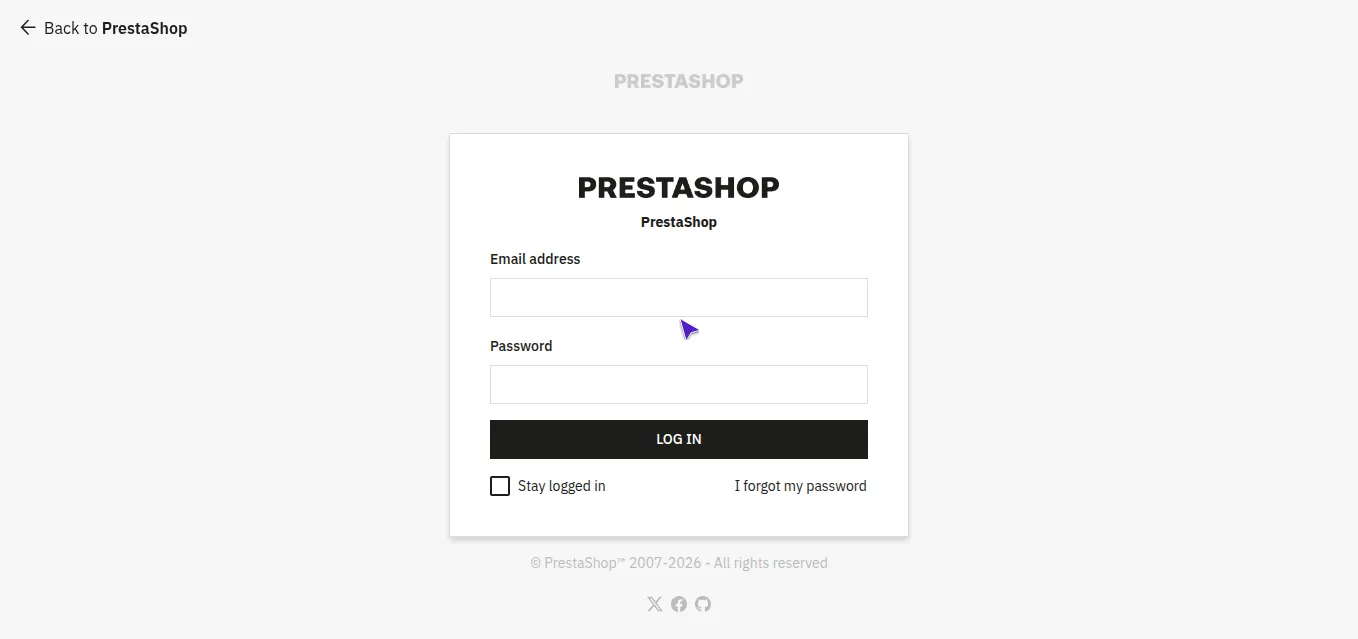 Back to PrestaShop
PRESTASHOP
PRESTASHOP
PrestaShop
Email address
Password
LOG IN
Stay logged in
I forgot my password
© PrestaShop™ 2007-2026 - All rights reserved